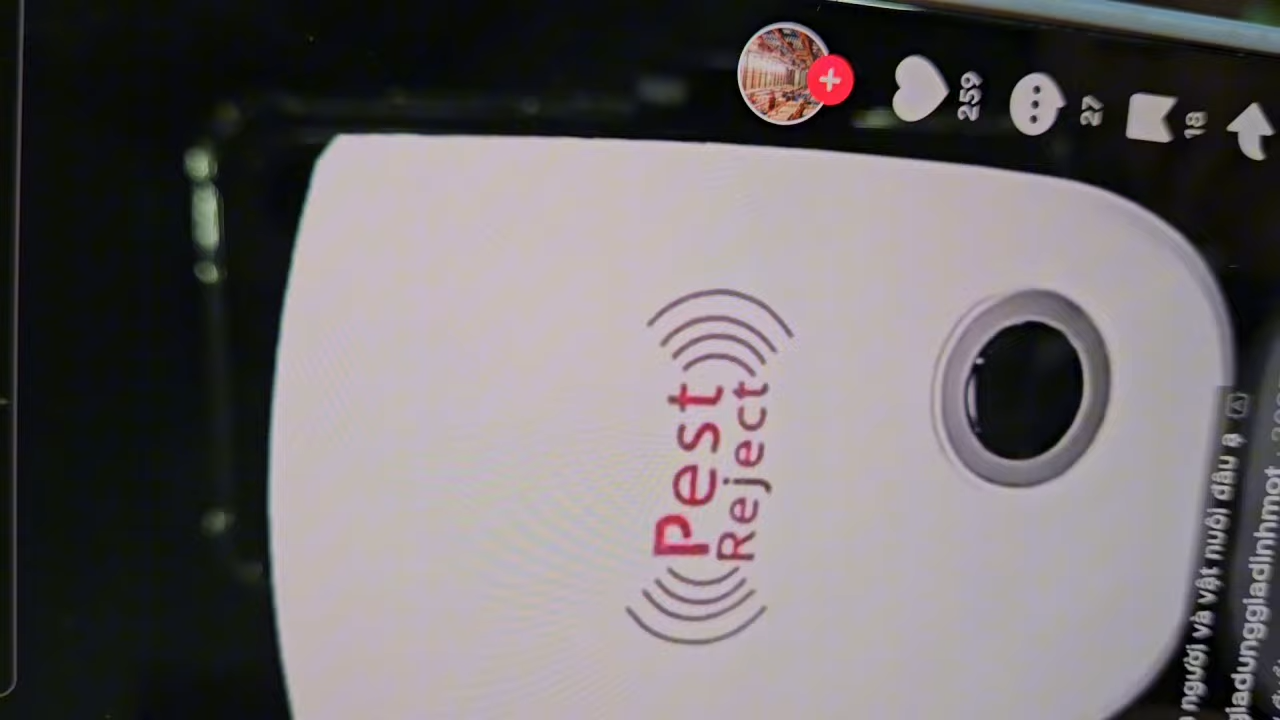 259
27
18
Pest
Reject
người và vật nuôi đâu ạ
giadunggiadinhmot